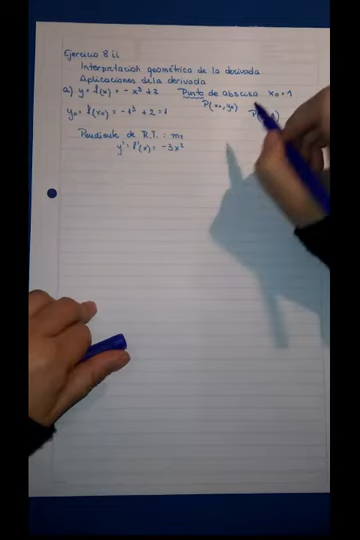 Ejercicio 8 ii
Interpretación geométrica de la derivada
Aplicaciones de la derivada
a) y = f(x) = - x³ + 2 Punto de abscisa x₀ = 1
P(x₀, y₀)
y₀ = f(x₀) = - 1³ + 2 = 1
Pendiente de R.T. : mt
y' = f'(x) = -3x²